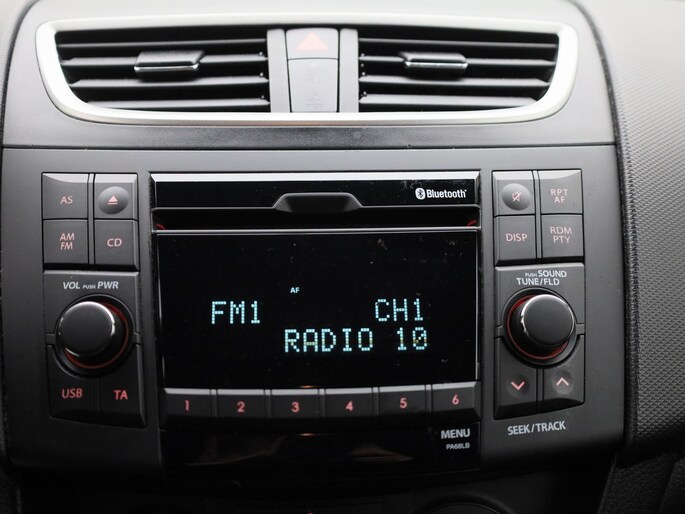 Bluetooth
AS
AM
FM
CD
VOL PUSH PWR
USB
TA
AF
FM1
CH1
RADIO 10
1 2 3 4 5 6
MENU
PA68LB
RPT
AF
DISP
RDM
PTY
PUSH SOUND
TUNE/FLD
SEEK/TRACK